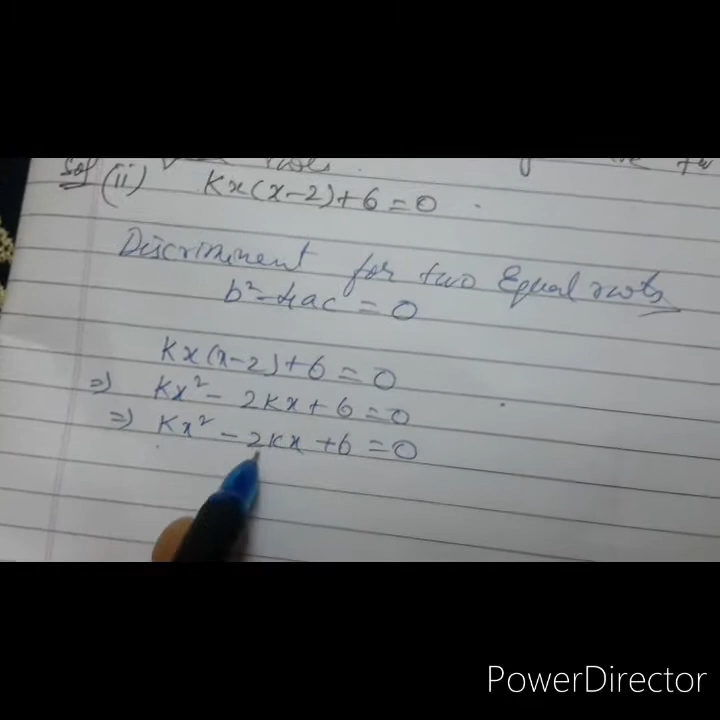 Sol (ii) Kx(x-2)+6=0
Discriminent for two Equal roots
b²-4ac = 0
Kx(x-2)+6=0
=) Kx² - 2Kx + 6 = 0
=) Kx² - 2Kx + 6 = 0
PowerDirector